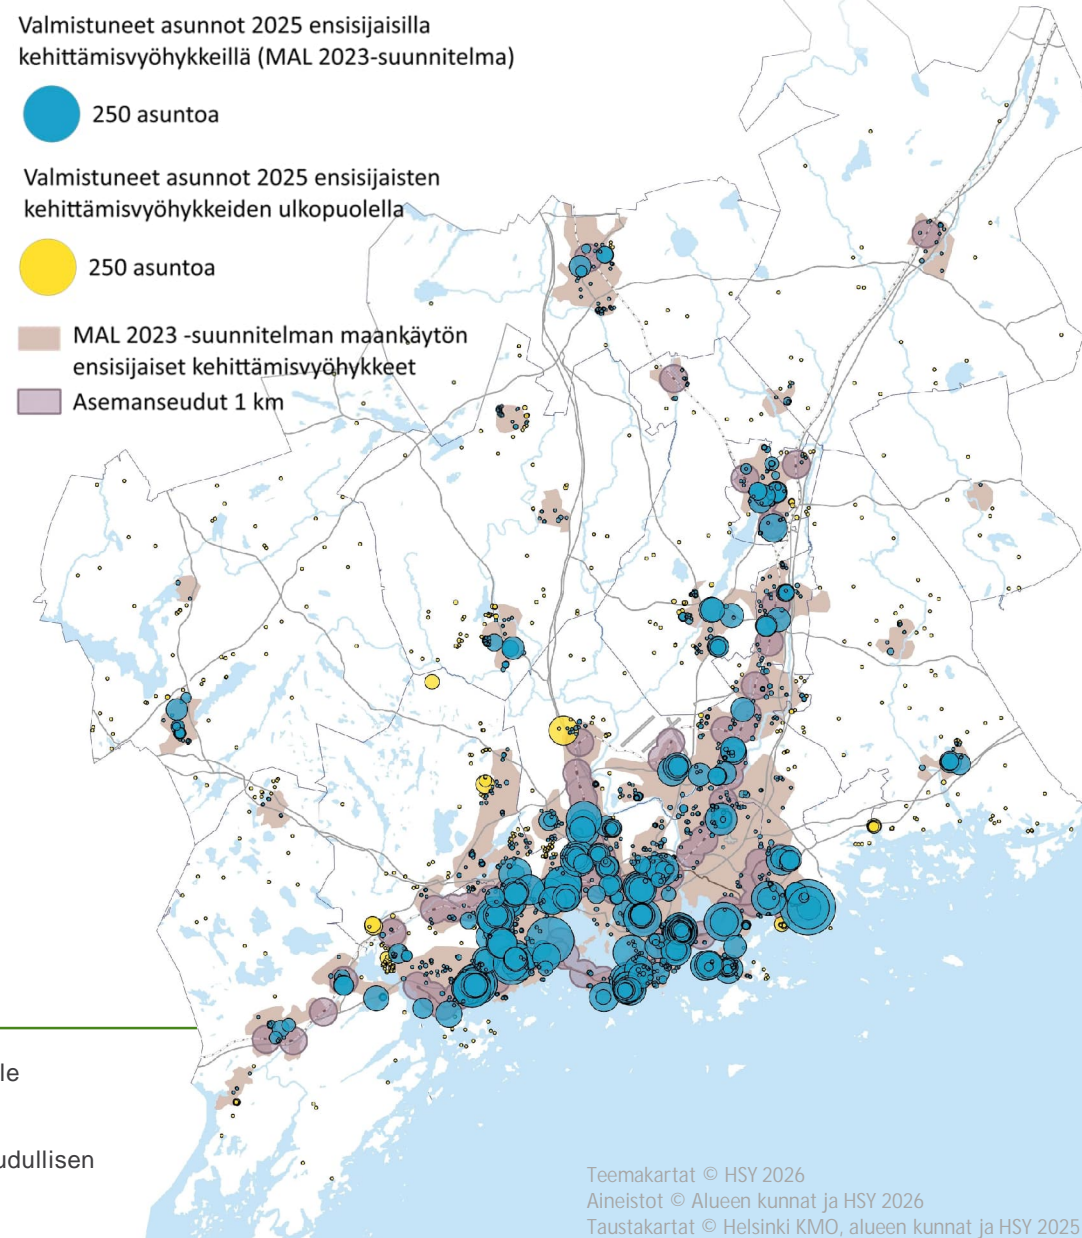 Valmistuneet asunnot 2025 ensisijaisilla
kehittämisvyöhykkeillä (MAL 2023-suunnitelma)
250 asuntoa
Valmistuneet asunnot 2025 ensisijaisten
kehittämisvyöhykkeiden ulkopuolella
250 asuntoa
MAL 2023 -suunnitelman maankäytön
ensisijaiset kehittämisvyöhykkeet
Asemanseudut 1 km
le
udullisen
Teemakartat © HSY 2026
Aineistot © Alueen kunnat ja HSY 2026
Taustakartat © Helsinki KMO, alueen kunnat ja HSY 2025